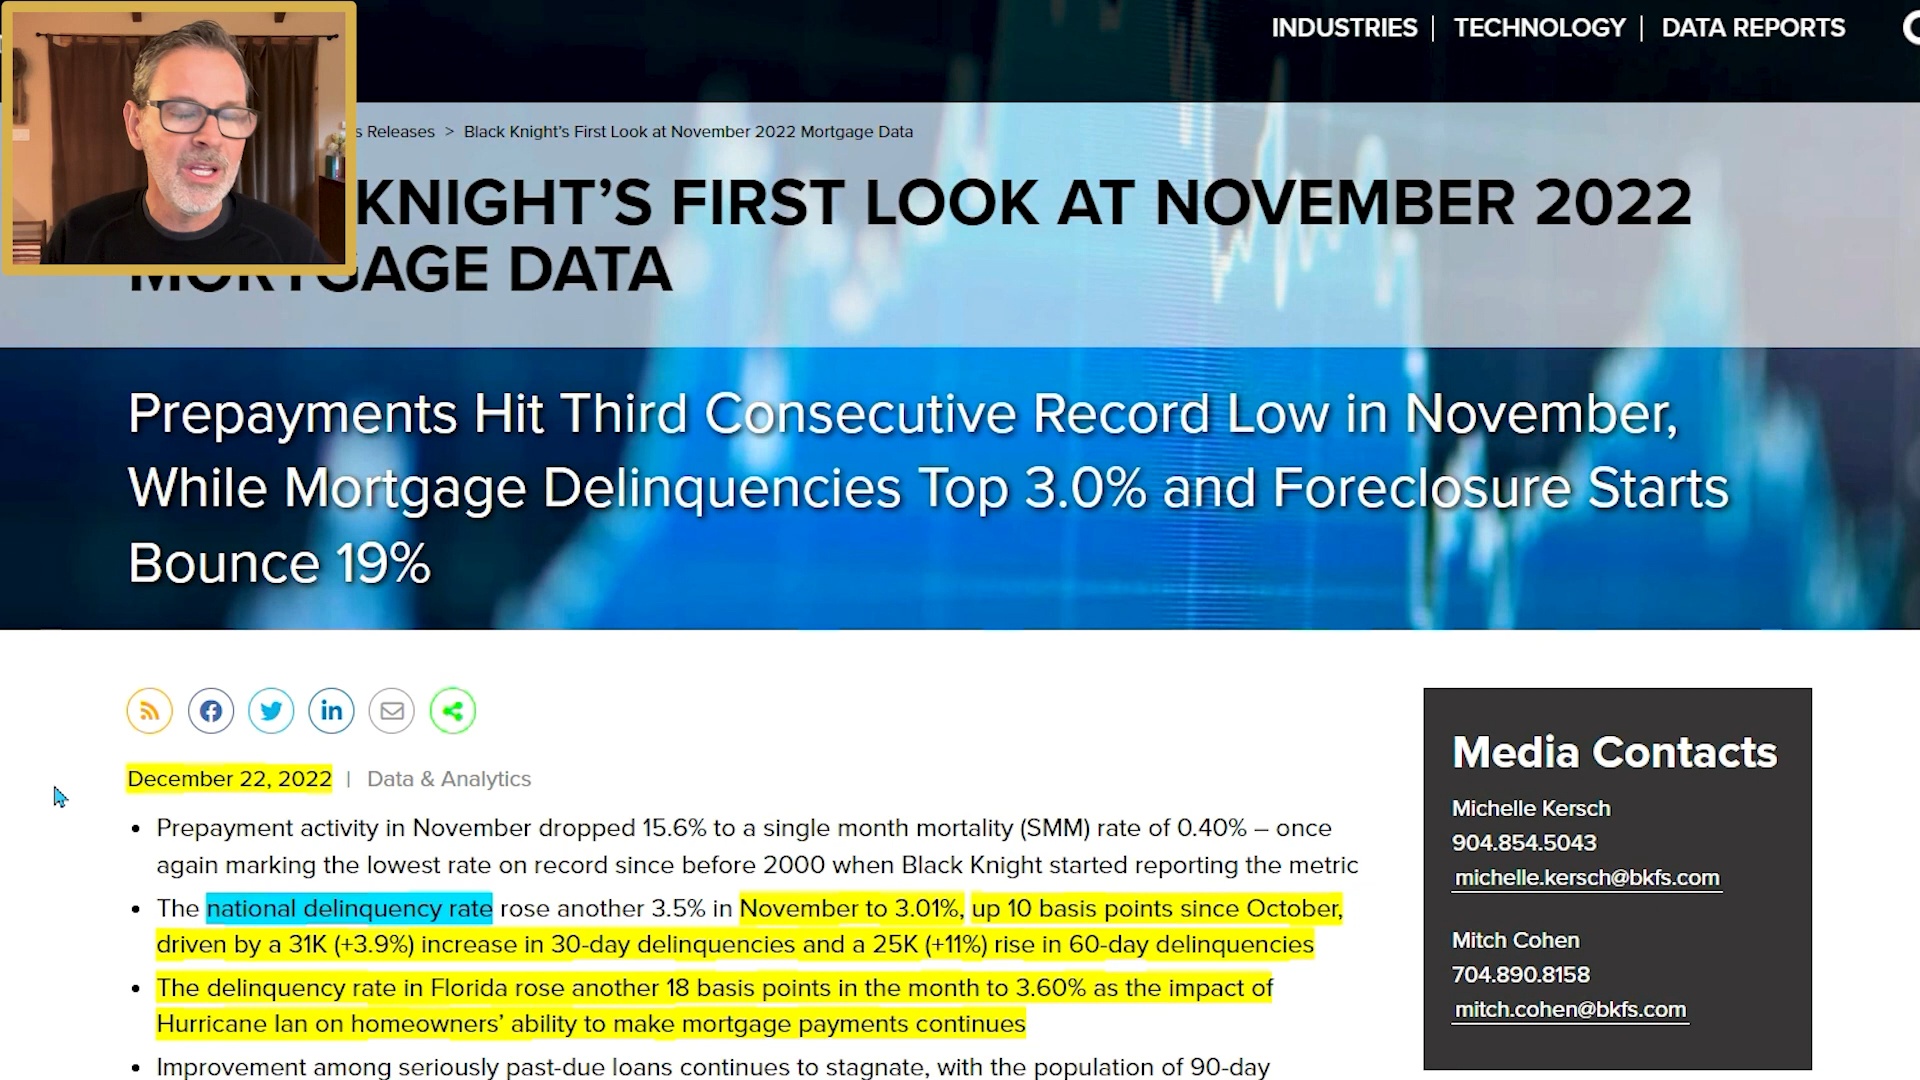 INDUSTRIES | TECHNOLOGY | DATA REPORTS
s Releases > Black Knight's First Look at November 2022 Mortgage Data
KNIGHT’S FIRST LOOK AT NOVEMBER 2022
MORTGAGE DATA
Prepayments Hit Third Consecutive Record Low in November,
While Mortgage Delinquencies Top 3.0% and Foreclosure Starts
Bounce 19%
December 22, 2022 | Data & Analytics
• Prepayment activity in November dropped 15.6% to a single month mortality (SMM) rate of 0.40% – once
again marking the lowest rate on record since before 2000 when Black Knight started reporting the metric
• The national delinquency rate rose another 3.5% in November to 3.01%, up 10 basis points since October,
driven by a 31K (+3.9%) increase in 30-day delinquencies and a 25K (+11%) rise in 60-day delinquencies
• The delinquency rate in Florida rose another 18 basis points in the month to 3.60% as the impact of
Hurricane Ian on homeowners’ ability to make mortgage payments continues
• Improvement among seriously past-due loans continues to stagnate, with the population of 90-day
Media Contacts
Michelle Kersch
904.854.5043
michelle.kersch@bkfs.com
Mitch Cohen
704.890.8158
mitch.cohen@bkfs.com